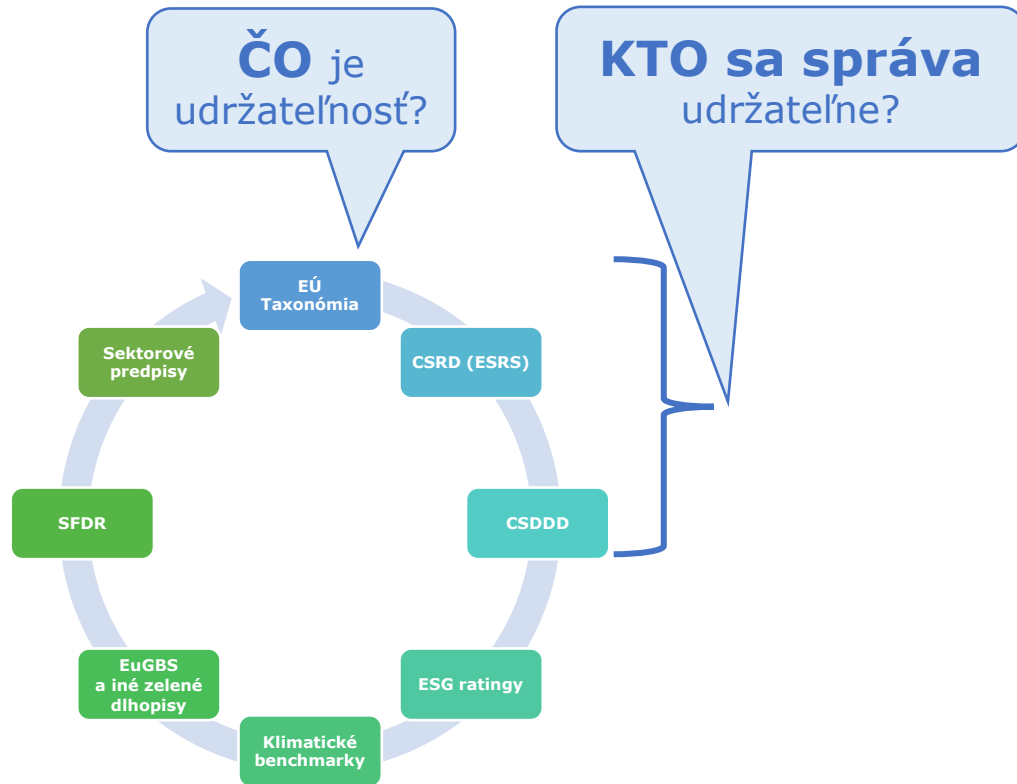 ČO je
udržateľnosť?
KTO sa správa
udržateľne?
EÚ
Taxonómia
CSRD (ESRS)
CSDDD
ESG ratingy
Klimatické
benchmarky
EuGBS
a iné zelené
dlhopisy
SFDR
Sektorové
predpisy